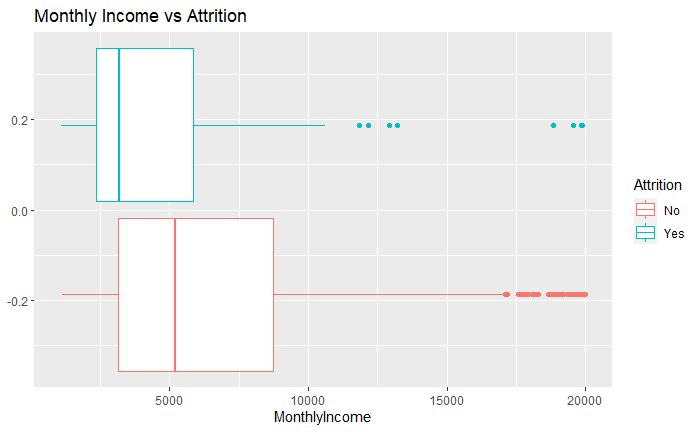 Monthly Income vs Attrition
0.2
0.0
-0.2
5000
10000
15000
20000
MonthlyIncome
Attrition
No
Yes